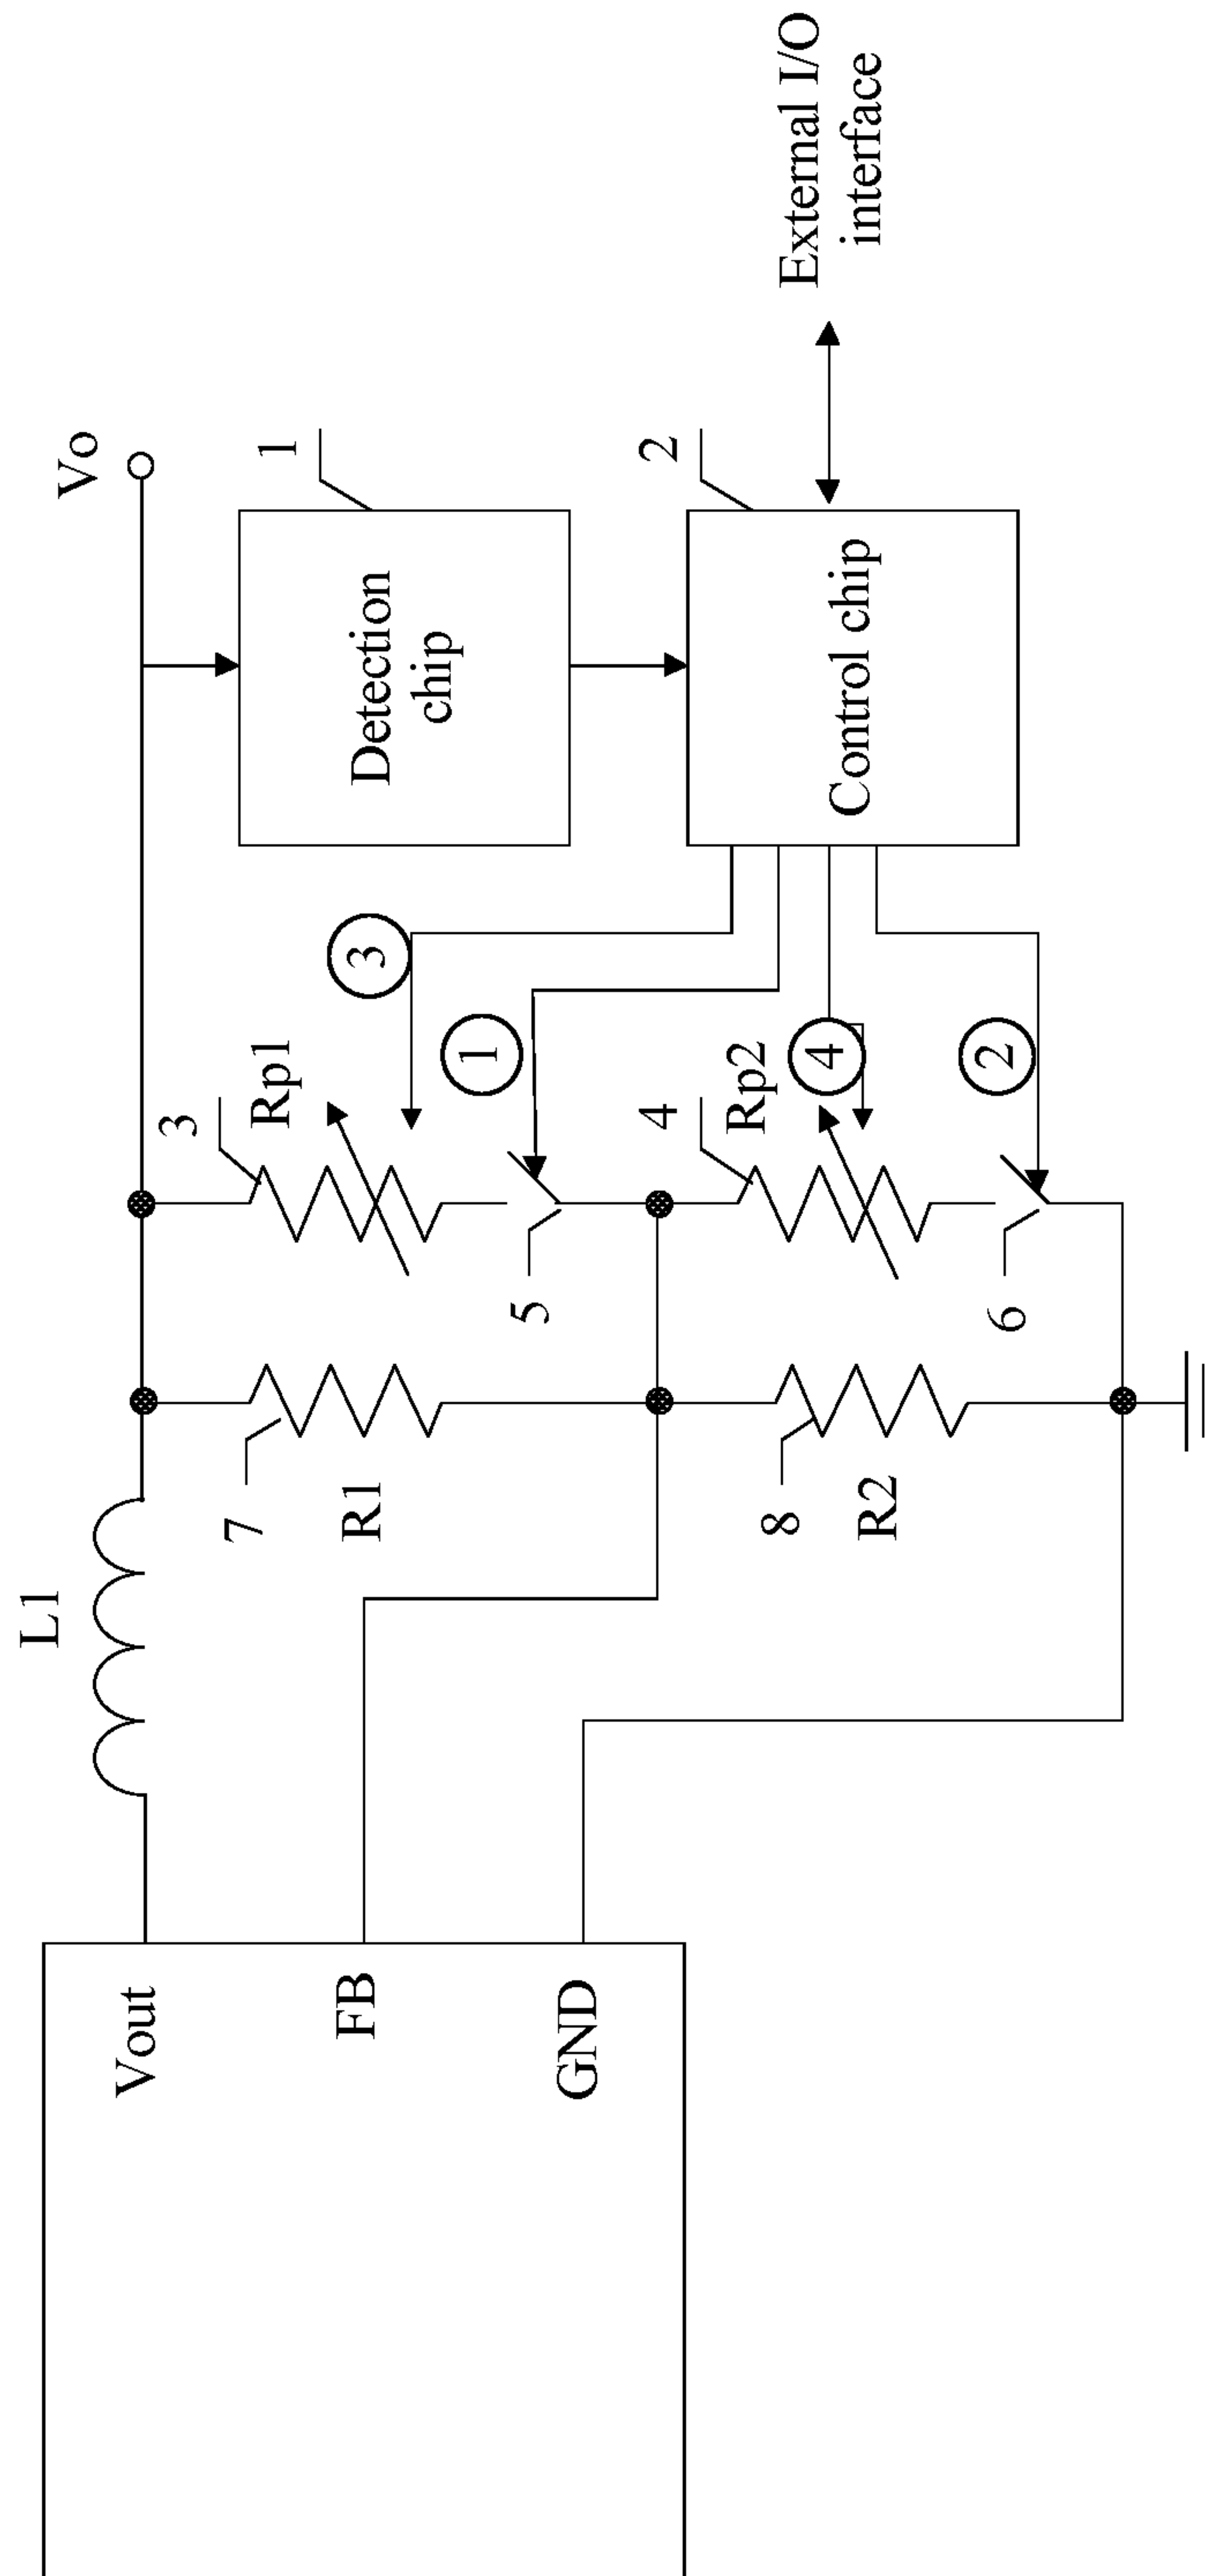 L1
Vo
Vout
FB
GND
7
R1
8
R2
3
Rp1
5
4
Rp2
6
3
1
4
2
1
Detection
chip
2
Control chip
External I/O
interface